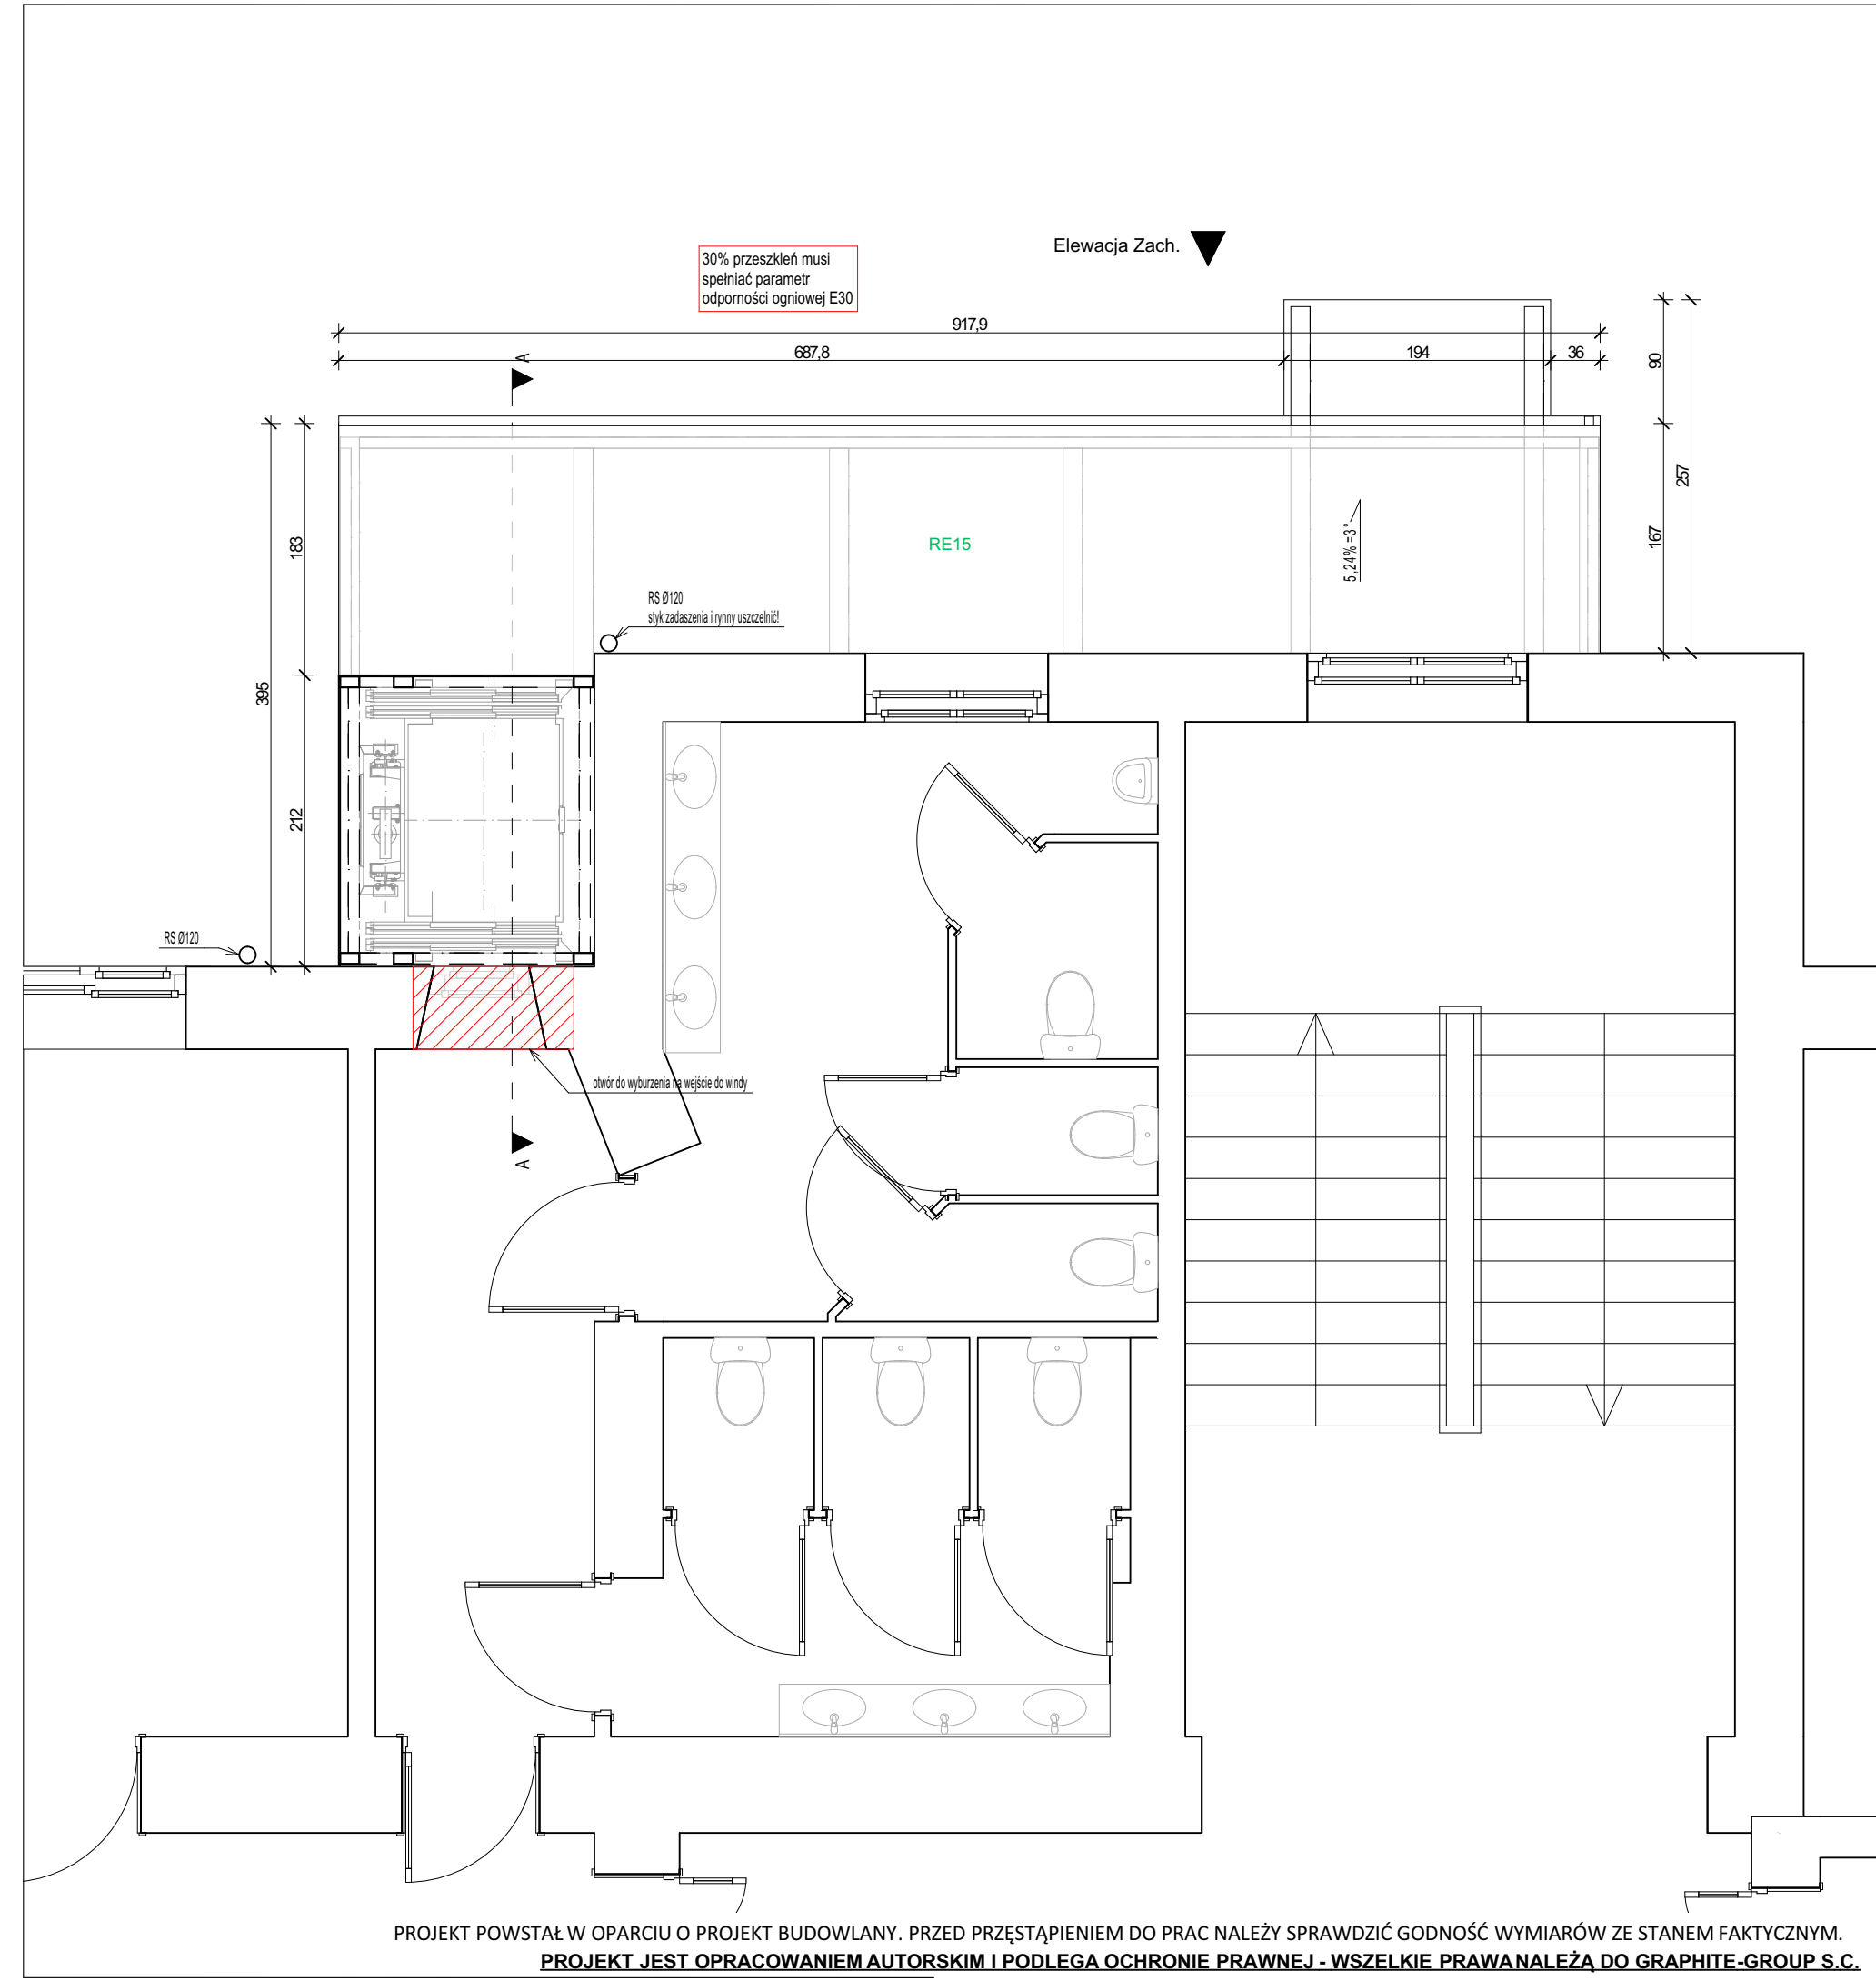 Elewacja Zach.
30% przeszkleń musi
spełniać parametr
odporności ogniowej E30
917,9
687,8
194
36
90
A
257
183
167
RE15
5,24%=3°
RS Ø120
styk zadaszenia i rynny uszczelnić!
395
212
RS Ø120
otwór do wyburzenia na wejście do windy
A
PROJEKT POWSTAŁ W OPARCIU O PROJEKT BUDOWLANY. PRZED PRZĘSTĄPIENIEM DO PRAC NALEŻY SPRAWDZIĆ GODNOŚĆ WYMIARÓW ZE STANEM FAKTYCZNYM.
PROJEKT JEST OPRACOWANIEM AUTORSKIM I PODLEGA OCHRONIE PRAWNEJ - WSZELKIE PRAWA NALEŻĄ DO GRAPHITE-GROUP S.C.